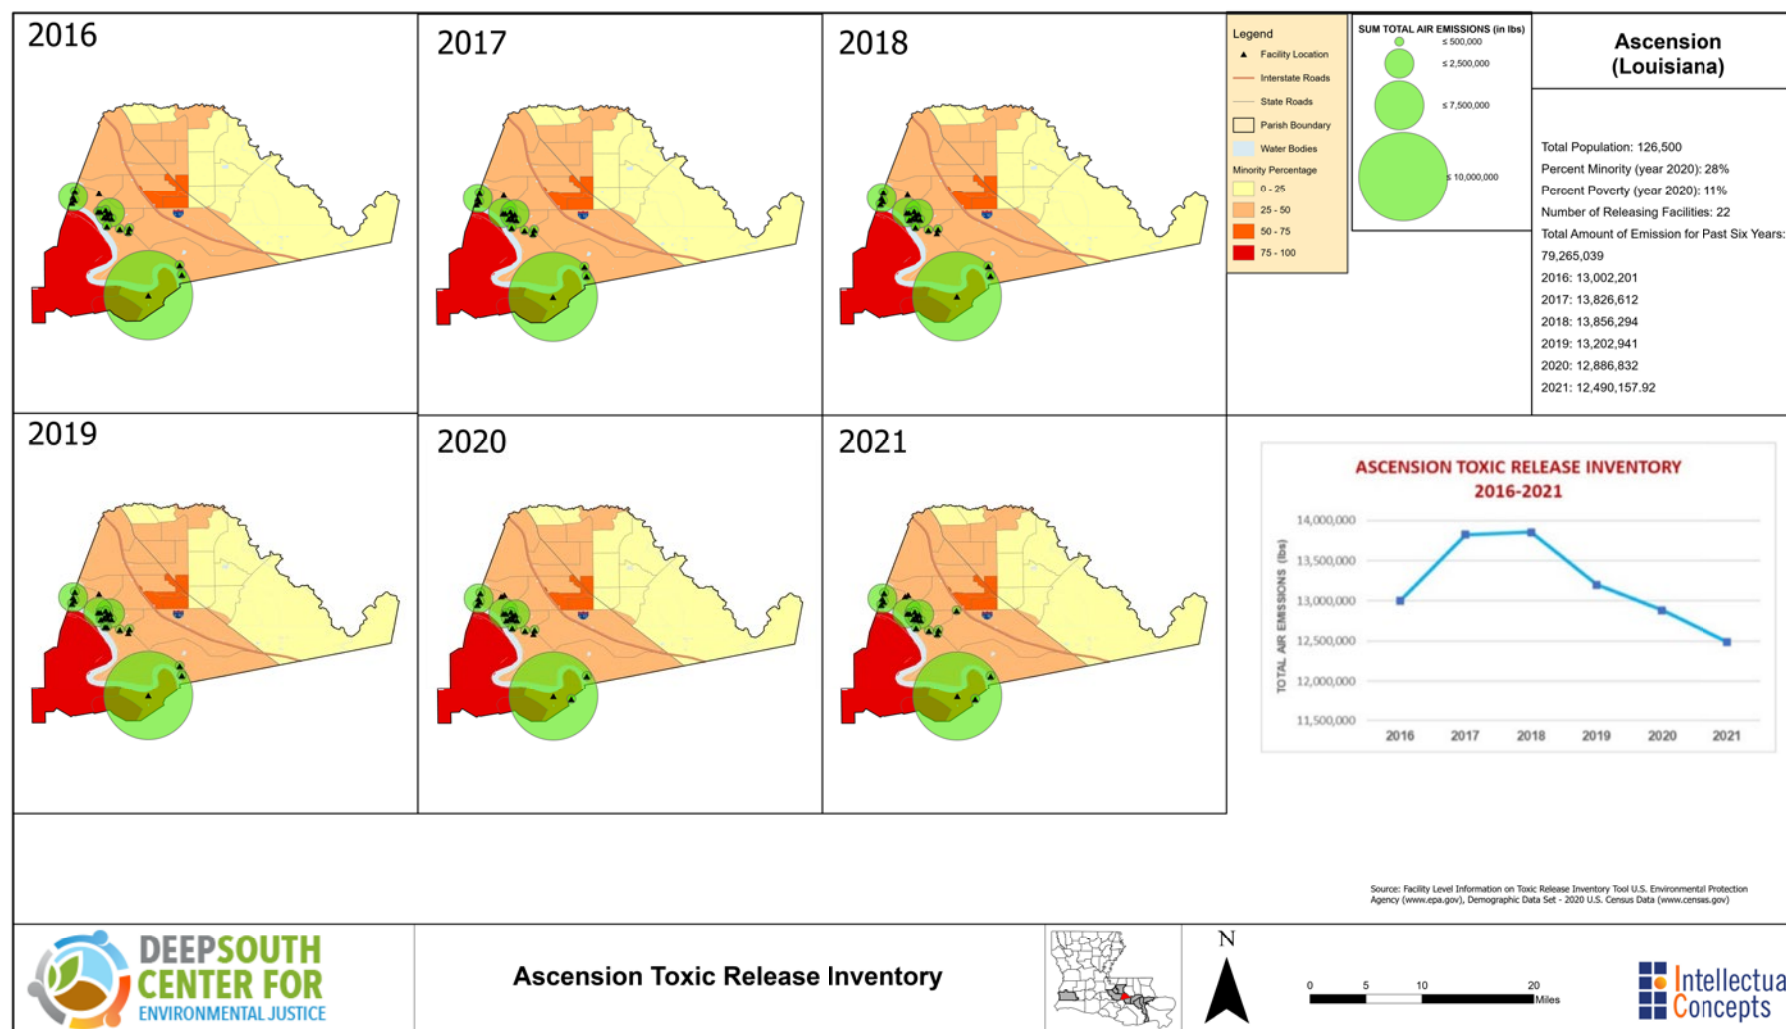 2016
2017
2018
Legend
Facility Location
Interstate Roads
State Roads
Parish Boundary
Water Bodies
Minority Percentage
0 - 25
25 - 50
50 - 75
75 - 100
SUM TOTAL AIR EMISSIONS (in lbs)
≤ 500,000
≤ 2,500,000
≤ 7,500,000
≤ 10,000,000
Ascension
(Louisiana)
Total Population: 126,500
Percent Minority (year 2020): 28%
Percent Poverty (year 2020): 11%
Number of Releasing Facilities: 22
Total Amount of Emission for Past Six Years:
79,265,039
2016: 13,002,201
2017: 13,826,612
2018: 13,856,294
2019: 13,202,941
2020: 12,886,832
2021: 12,490,157.92
2019
2020
2021
ASCENSION TOXIC RELEASE INVENTORY
2016-2021
TOTAL AIR EMISSIONS (lbs)
14,000,000
13,500,000
13,000,000
12,500,000
12,000,000
11,500,000
2016 2017 2018 2019 2020 2021
Source: Facility Level Information on Toxic Release Inventory Tool U.S. Environmental Protection
Agency (www.epa.gov), Demographic Data Set - 2020 U.S. Census Data (www.census.gov)
DEEPSOUTH
CENTER FOR
ENVIRONMENTAL JUSTICE
Ascension Toxic Release Inventory
N
0 5 10 20
Miles
Intellectua
Concepts